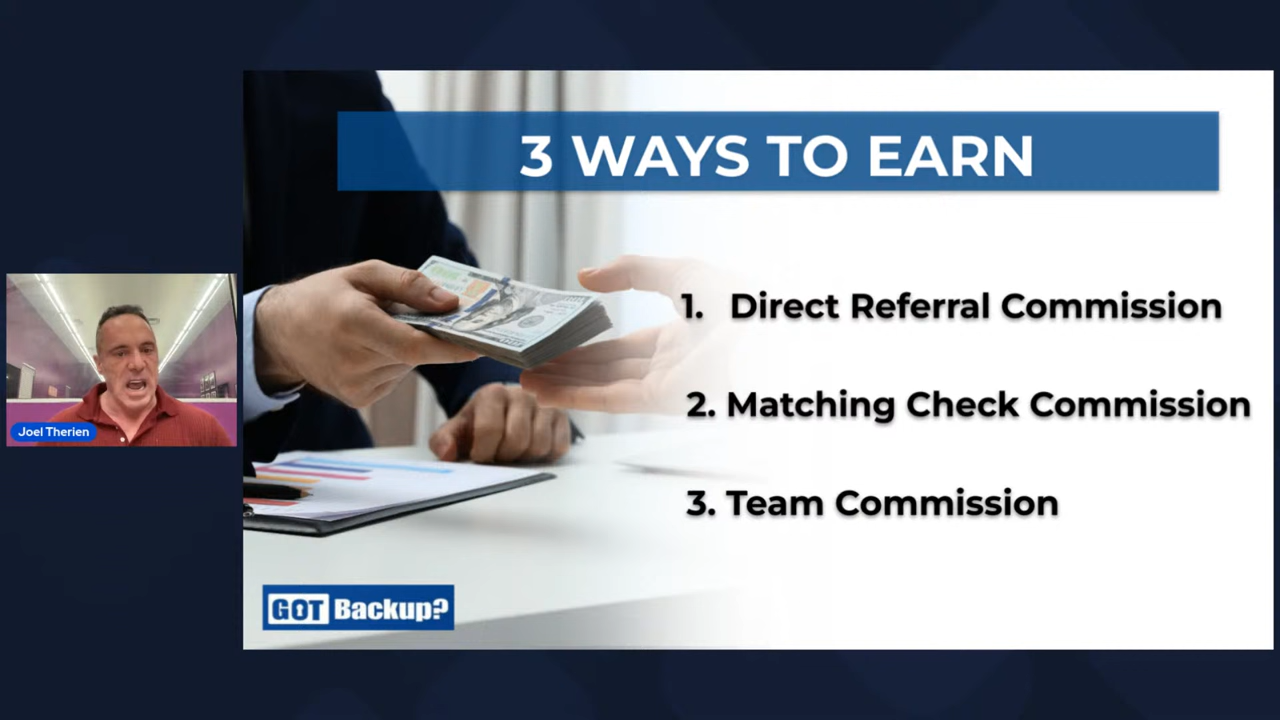 3 WAYS TO EARN
1. Direct Referral Commission
2. Matching Check Commission
3. Team Commission
Joel Therien
GOT Backup?